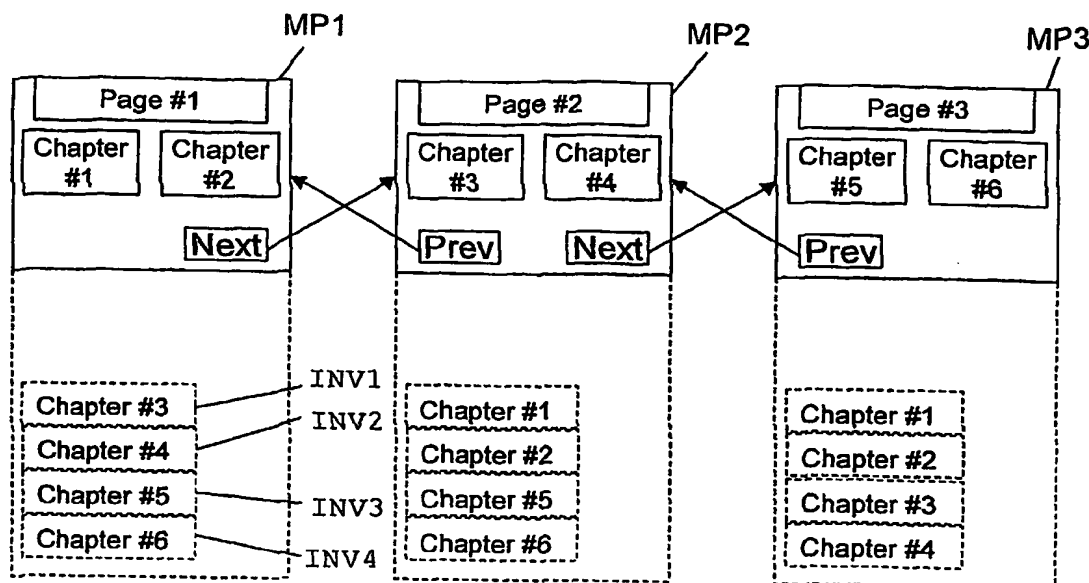 MP1
MP2
MP3
Page #1
Page #2
Page #3
Chapter
#1
Chapter
#2
Chapter
#3
Chapter
#4
Chapter
#5
Chapter
#6
Next
Prev
Next
Prev
Chapter #3
Chapter #4
Chapter #5
Chapter #6
INV1
INV2
INV3
INV4
Chapter #1
Chapter #2
Chapter #5
Chapter #6
Chapter #1
Chapter #2
Chapter #3
Chapter #4